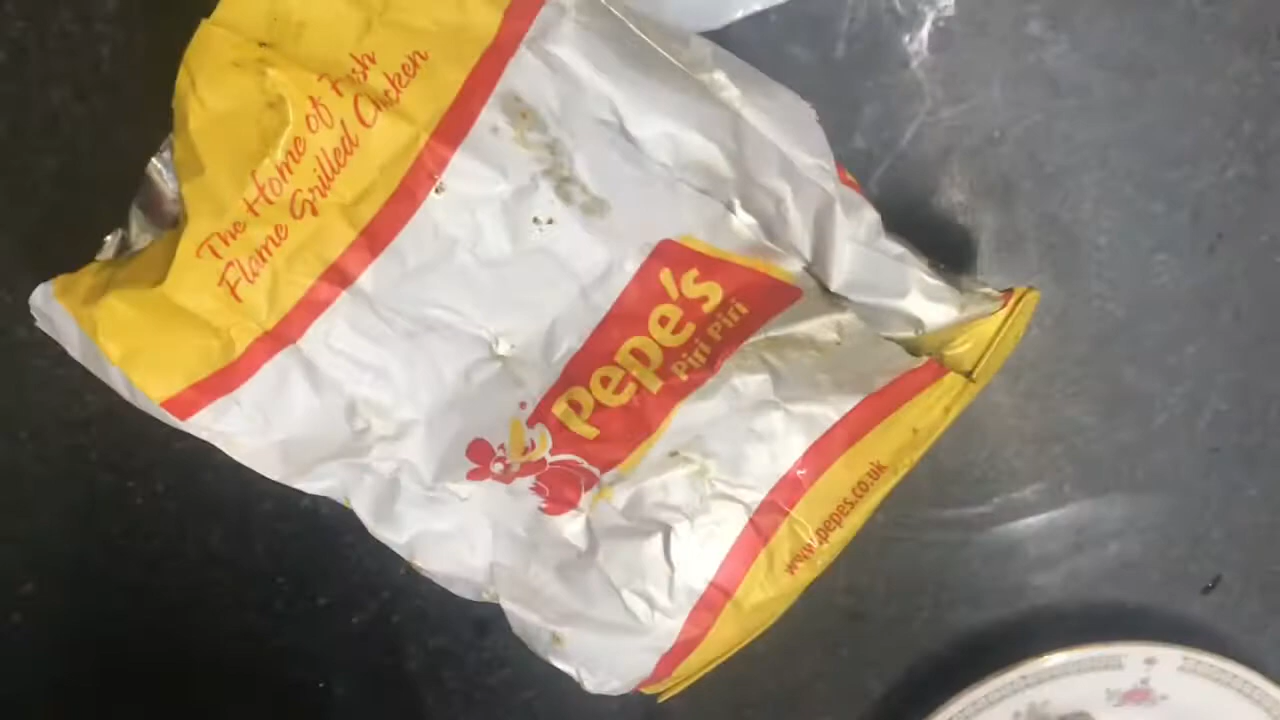 The Home of Fresh
Flame Grilled Chicken
Pepe's
Piri Piri
www.pepes.co.uk